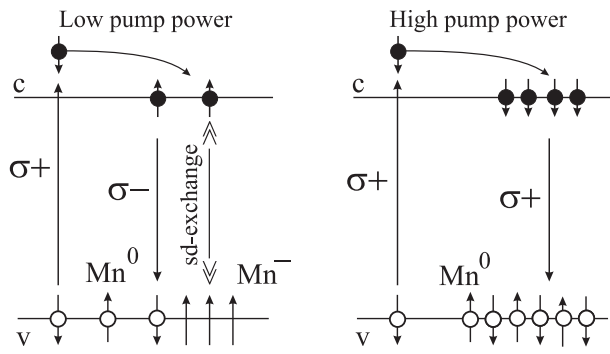 Low pump power
High pump power
c
σ+
σ−
sd-exchange
σ+
σ+
Mn⁰
Mn⁻
Mn⁰
v
v